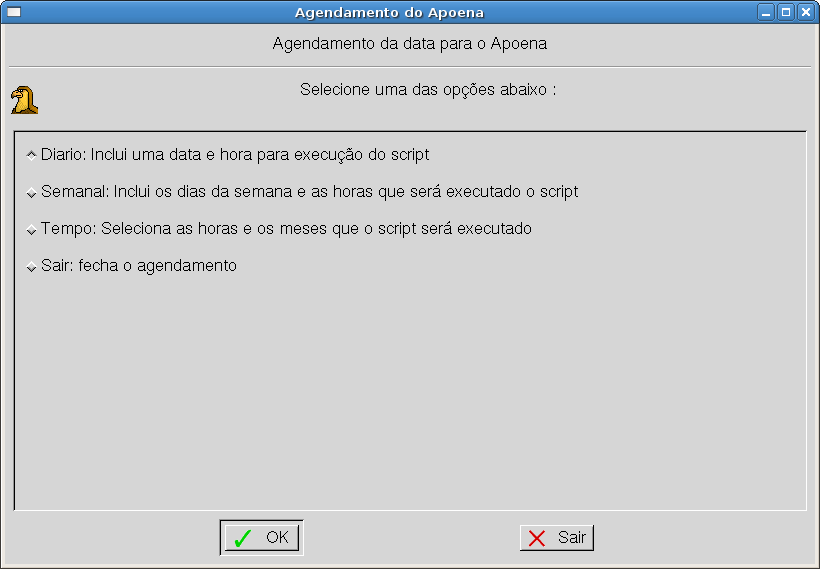 Agendamento do Apoena
Agendamento da data para o Apoena
Selecione uma das opções abaixo :
Diario: Inclui uma data e hora para execução do script
Semanal: Inclui os dias da semana e as horas que será executado o script
Tempo: Seleciona as horas e os meses que o script será executado
Sair: fecha o agendamento
OK
Sair